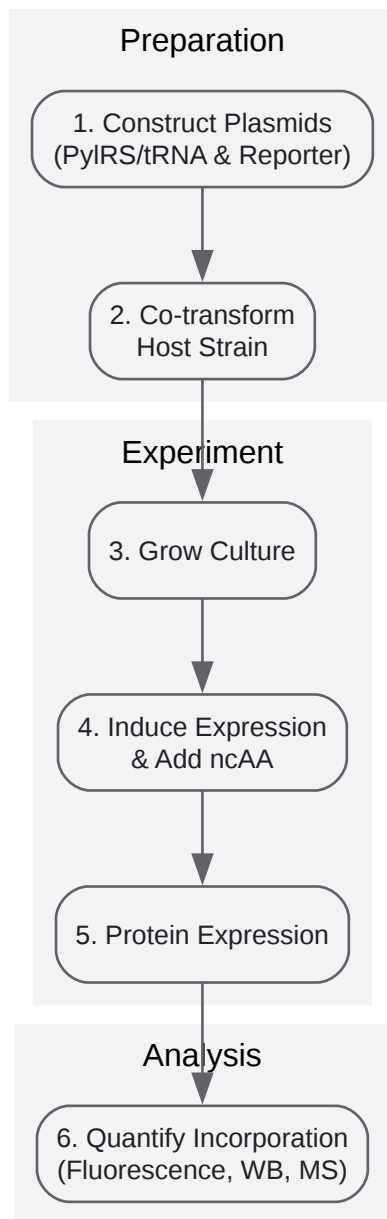 Preparation
1. Construct Plasmids
(PylRS/tRNA & Reporter)
2. Co-transform
Host Strain
Experiment
3. Grow Culture
4. Induce Expression
& Add ncAA
5. Protein Expression
Analysis
6. Quantify Incorporation
(Fluorescence, WB, MS)